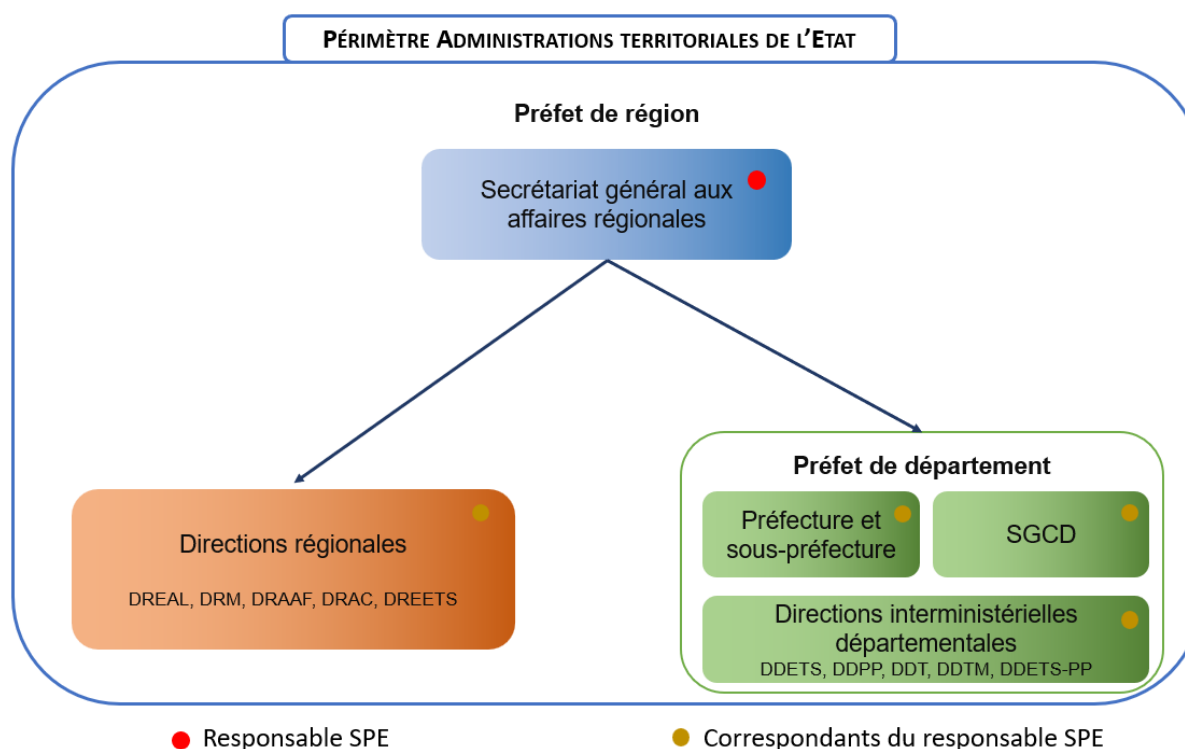 PÉRIMÈTRE ADMINISTRATIONS TERRITORIALES DE L'ETAT
Préfet de région
Secrétariat général aux
affaires régionales
Directions régionales
DREAL, DRM, DRAAF, DRAC, DREETS
Préfet de département
Préfecture et
sous-préfecture
SGCD
Directions interministérielles
départementales
DDETS, DDPP, DDT, DDTM, DDETS-PP
Responsable SPE
Correspondants du responsable SPE